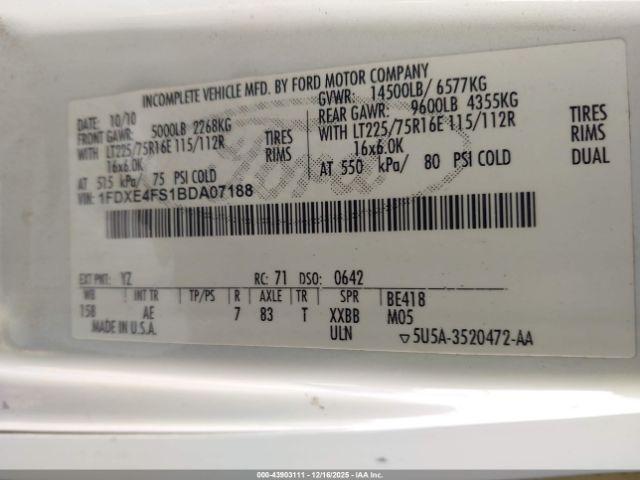 INCOMPLETE VEHICLE MFD. BY FORD MOTOR COMPANY
DATE: 10/10 GVWR: 14500LB/ 6577KG
FRONT GAWR: 5000LB 2268KG REAR GAWR: 9600LB 4355KG
WITH LT225/75R16E 115/112R TIRES WITH LT225/75R16E 115/112R TIRES
16x6.0K RIMS 16x6.0K RIMS
AT 515 kPa/ 75 PSI COLD AT 550 kPa/ 80 PSI COLD DUAL
VIN: 1FDXE4FS1BDA07188
Ford
EXT PNT: YZ RC: 71 DSO: 0642
WB INT TR TP/PS R AXLE TR SPR BE418
158 AE 7 83 T XXBB M05
MADE IN U.S.A. ULN ▽5U5A-3520472-AA
000-43903111 - 12/16/2025 - IAA Inc.